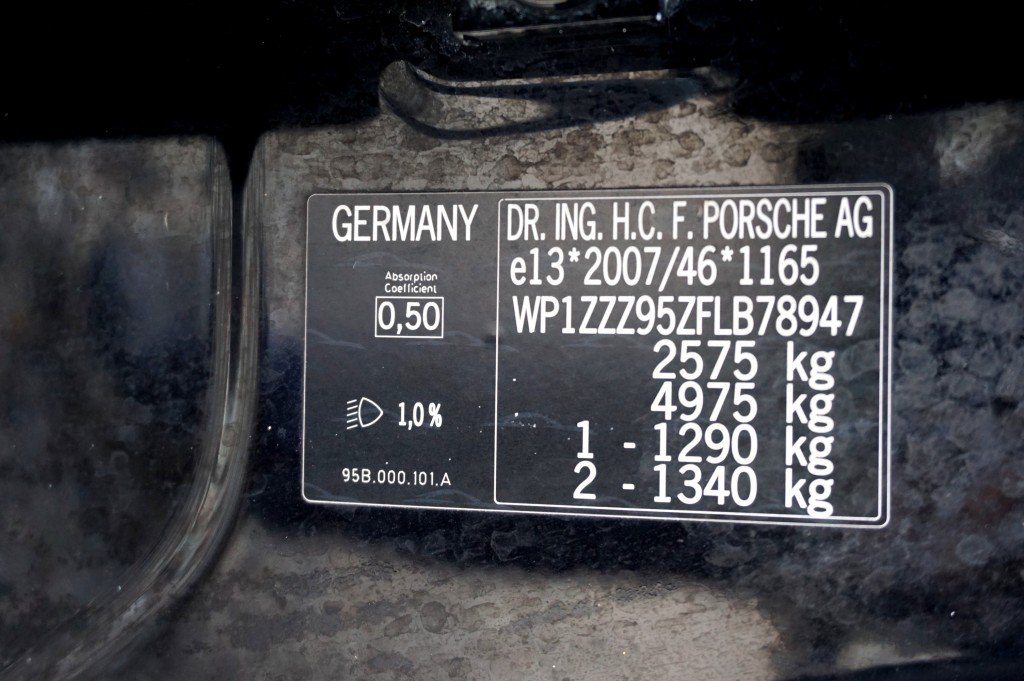 GERMANY
Absorption
Coefficient
0,50
1,0%
95B.000.101.A
DR. ING. H.C. F. PORSCHE AG
e13*2007/46*1165
WP1ZZZ95ZFLB78947
2575 kg
4975 kg
1 - 1290 kg
2 - 1340 kg